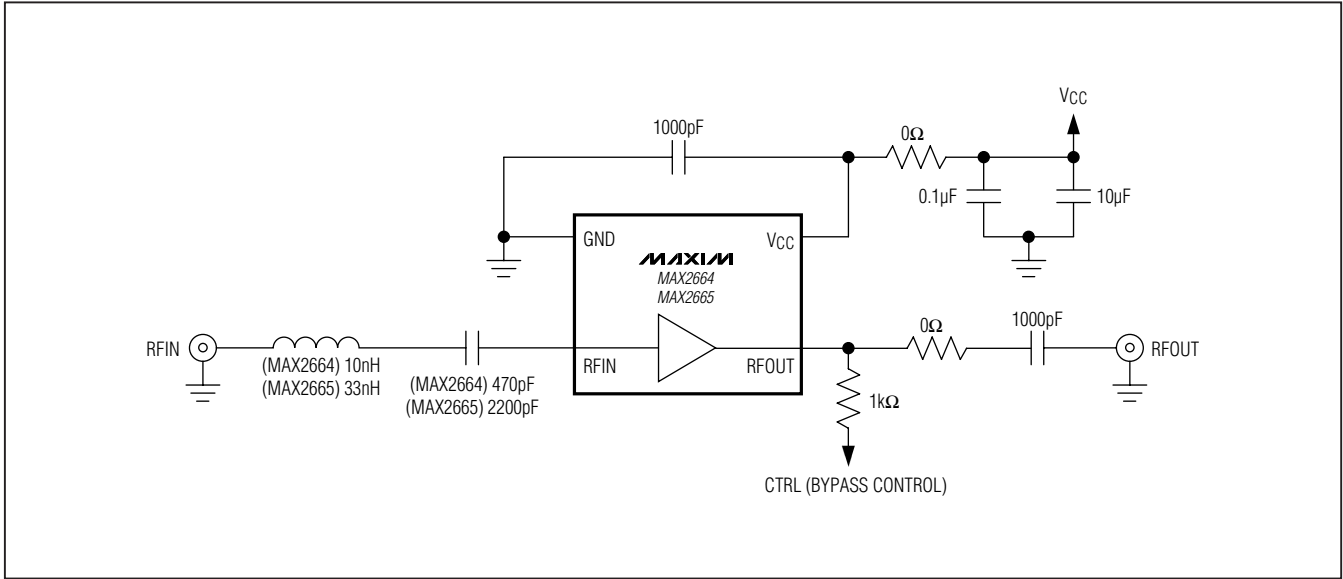 VCC
1000pF
0Ω
0.1µF
10µF
GND
VCC
MAXIM
MAX2664
MAX2665
RFIN
(MAX2664) 10nH
(MAX2665) 33nH
(MAX2664) 470pF
(MAX2665) 2200pF
RFIN
RFOUT
0Ω
1000pF
RFOUT
1kΩ
CTRL (BYPASS CONTROL)